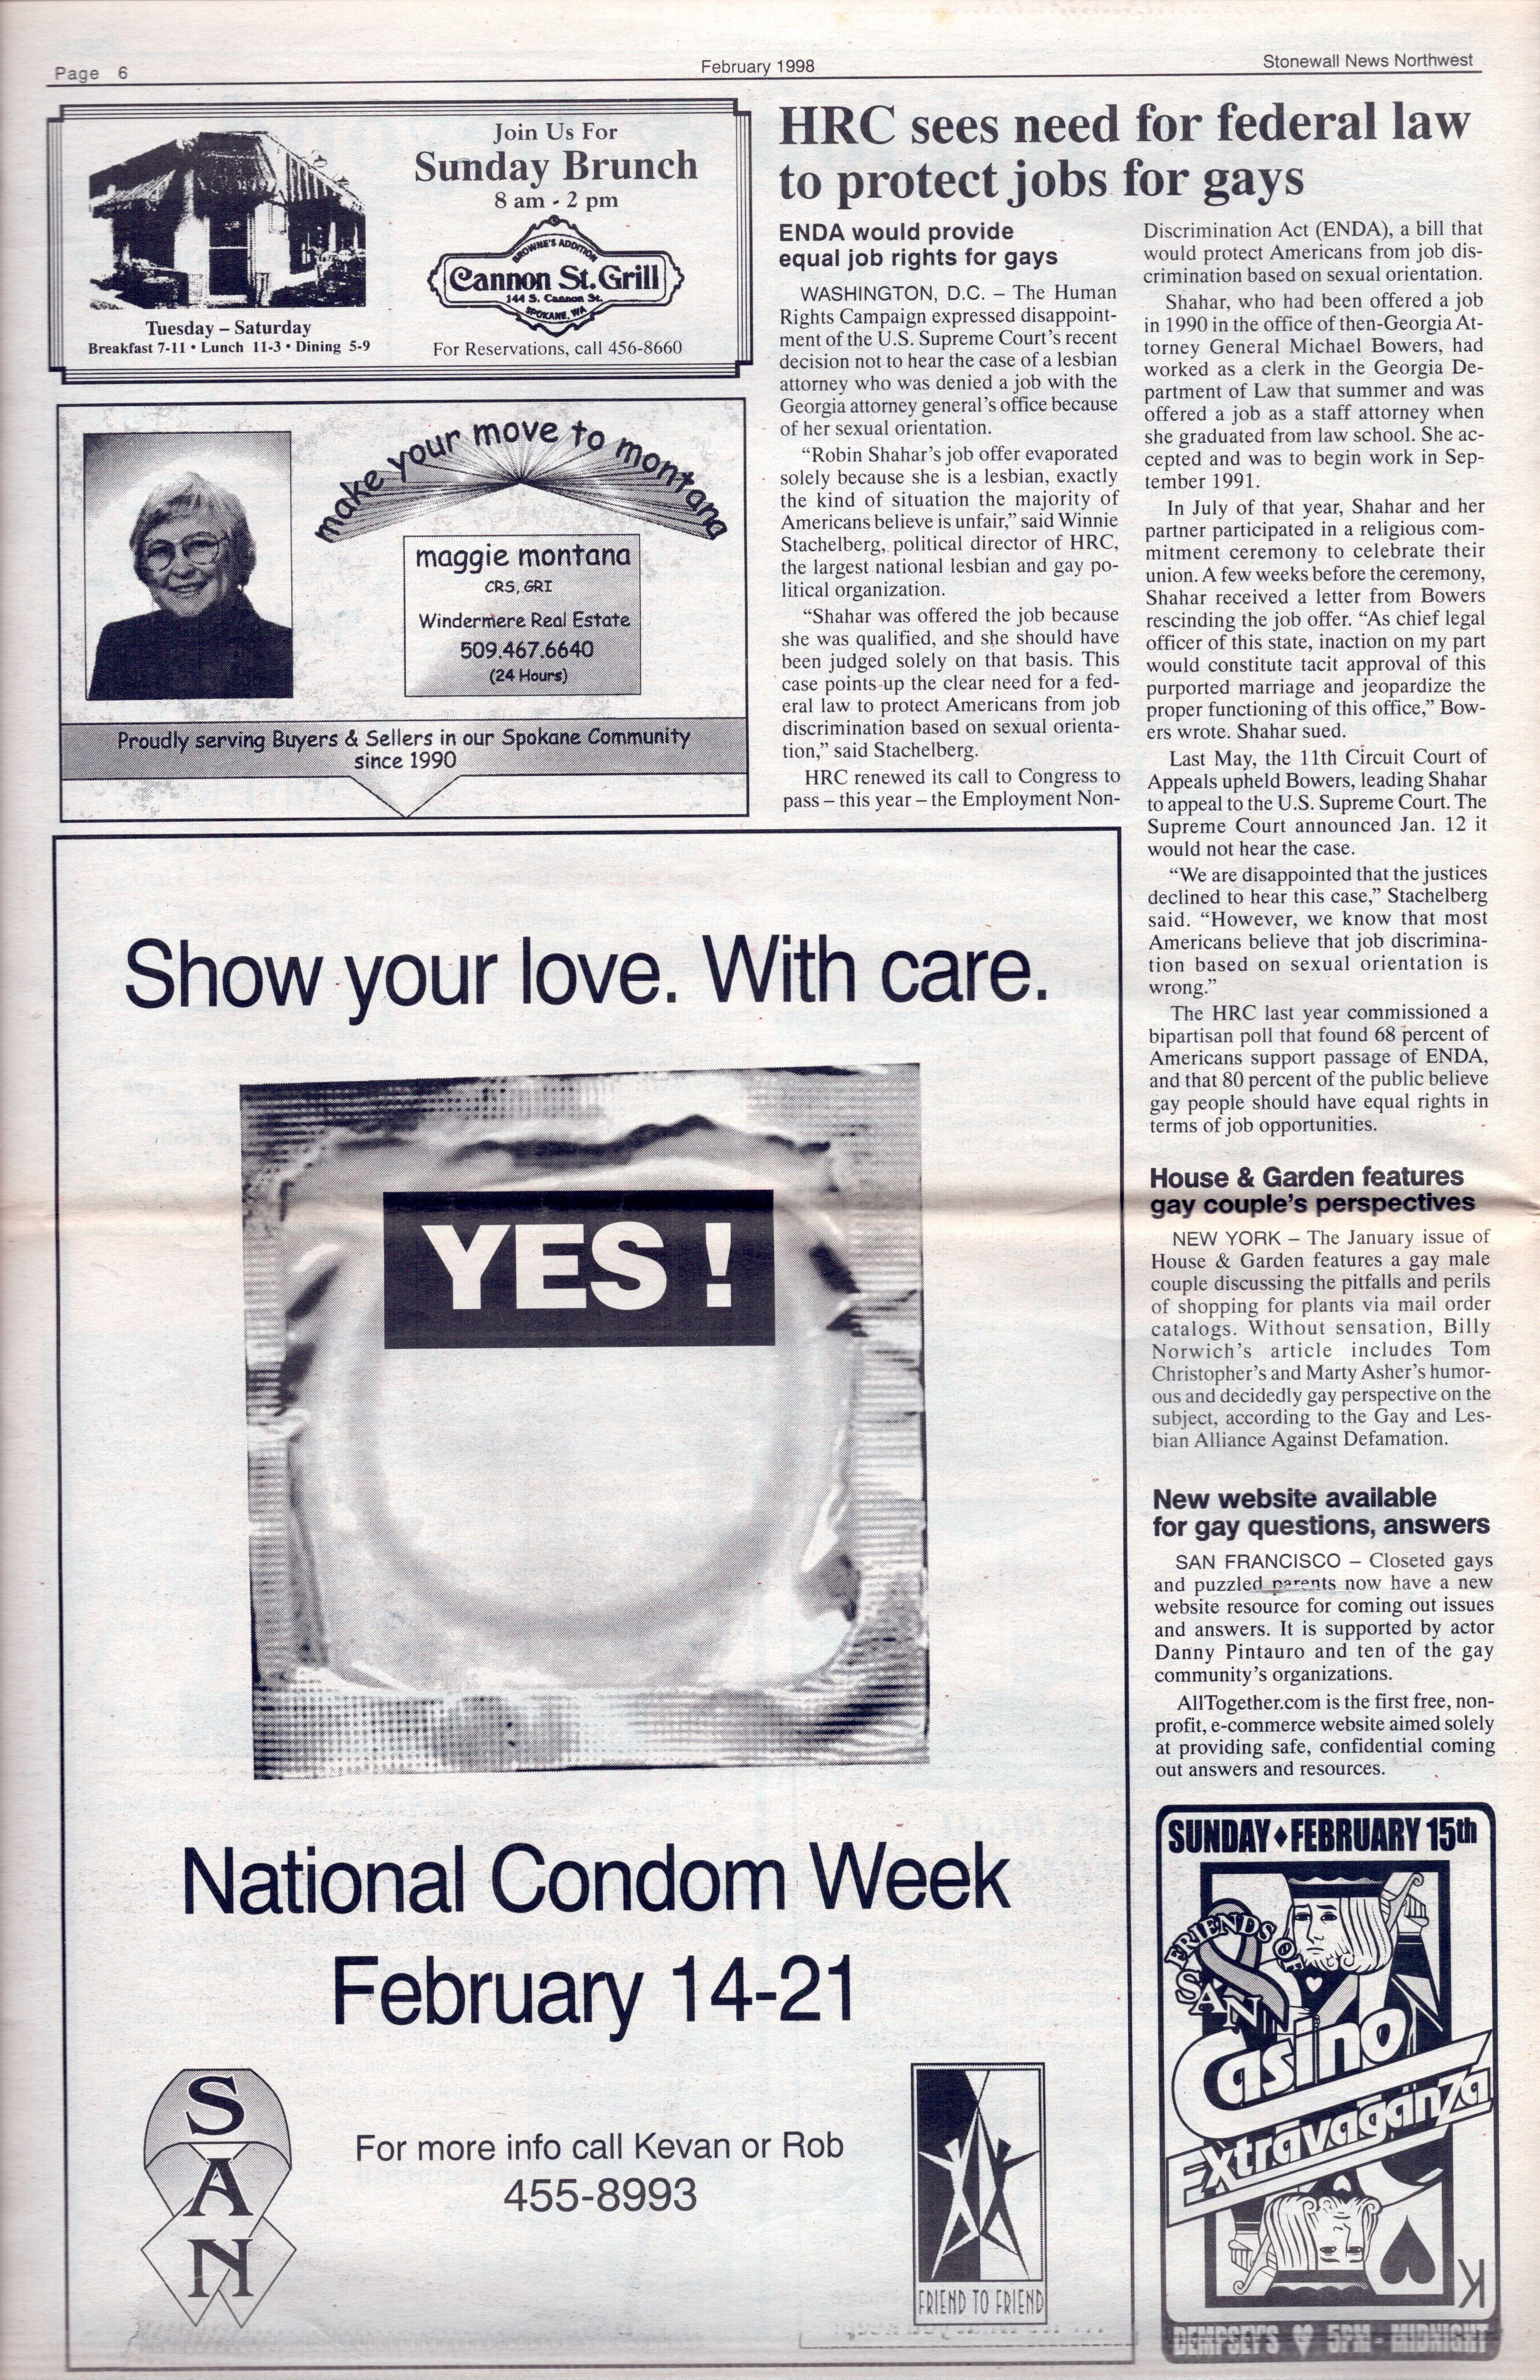 Page 6
February 1998
Stonewall News Northwest
Join Us For
Sunday Brunch
8 am - 2 pm
BROWNE'S ADDITION
Cannon St. Grill
144 S. Cannon St.
SPOKANE, WA
Tuesday – Saturday
Breakfast 7-11 • Lunch 11-3 • Dining 5-9
For Reservations, call 456-8660
make your move to montana
maggie montana
CRS, GRI
Windermere Real Estate
509.467.6640
(24 Hours)
Proudly serving Buyers & Sellers in our Spokane Community
since 1990
HRC sees need for federal law
to protect jobs for gays
ENDA would provide
equal job rights for gays
WASHINGTON, D.C. – The Human
Rights Campaign expressed disappoint-
ment of the U.S. Supreme Court's recent
decision not to hear the case of a lesbian
attorney who was denied a job with the
Georgia attorney general's office because
of her sexual orientation.
“Robin Shahar's job offer evaporated
solely because she is a lesbian, exactly
the kind of situation the majority of
Americans believe is unfair,” said Winnie
Stachelberg, political director of HRC,
the largest national lesbian and gay po-
litical organization.
“Shahar was offered the job because
she was qualified, and she should have
been judged solely on that basis. This
case points up the clear need for a fed-
eral law to protect Americans from job
discrimination based on sexual orienta-
tion,” said Stachelberg.
HRC renewed its call to Congress to
pass – this year – the Employment Non-
Discrimination Act (ENDA), a bill that
would protect Americans from job dis-
crimination based on sexual orientation.
Shahar, who had been offered a job
in 1990 in the office of then-Georgia At-
torney General Michael Bowers, had
worked as a clerk in the Georgia De-
partment of Law that summer and was
offered a job as a staff attorney when
she graduated from law school. She ac-
cepted and was to begin work in Sep-
tember 1991.
In July of that year, Shahar and her
partner participated in a religious com-
mitment ceremony to celebrate their
union. A few weeks before the ceremony,
Shahar received a letter from Bowers
rescinding the job offer. “As chief legal
officer of this state, inaction on my part
would constitute tacit approval of this
purported marriage and jeopardize the
proper functioning of this office,” Bow-
ers wrote. Shahar sued.
Last May, the 11th Circuit Court of
Appeals upheld Bowers, leading Shahar
to appeal to the U.S. Supreme Court. The
Supreme Court announced Jan. 12 it
would not hear the case.
“We are disappointed that the justices
declined to hear this case,” Stachelberg
said. “However, we know that most
Americans believe that job discrimina-
tion based on sexual orientation is
wrong.”
The HRC last year commissioned a
bipartisan poll that found 68 percent of
Americans support passage of ENDA,
and that 80 percent of the public believe
gay people should have equal rights in
terms of job opportunities.
House & Garden features
gay couple's perspectives
NEW YORK – The January issue of
House & Garden features a gay male
couple discussing the pitfalls and perils
of shopping for plants via mail order
catalogs. Without sensation, Billy
Norwich's article includes Tom
Christopher's and Marty Asher's humor-
ous and decidedly gay perspective on the
subject, according to the Gay and Les-
bian Alliance Against Defamation.
New website available
for gay questions, answers
SAN FRANCISCO – Closeted gays
and puzzled parents now have a new
website resource for coming out issues
and answers. It is supported by actor
Danny Pintauro and ten of the gay
community's organizations.
AllTogether.com is the first free, non-
profit, e-commerce website aimed solely
at providing safe, confidential coming
out answers and resources.
Show your love. With care.
YES !
National Condom Week
February 14-21
SAN
For more info call Kevan or Rob
455-8993
FRIEND TO FRIEND
SUNDAY♦FEBRUARY 15th
FRIENDS OF
SAN
Casino
Extravaganza
K
DEMPSEY'S ♥ 5PM - MIDNIGHT